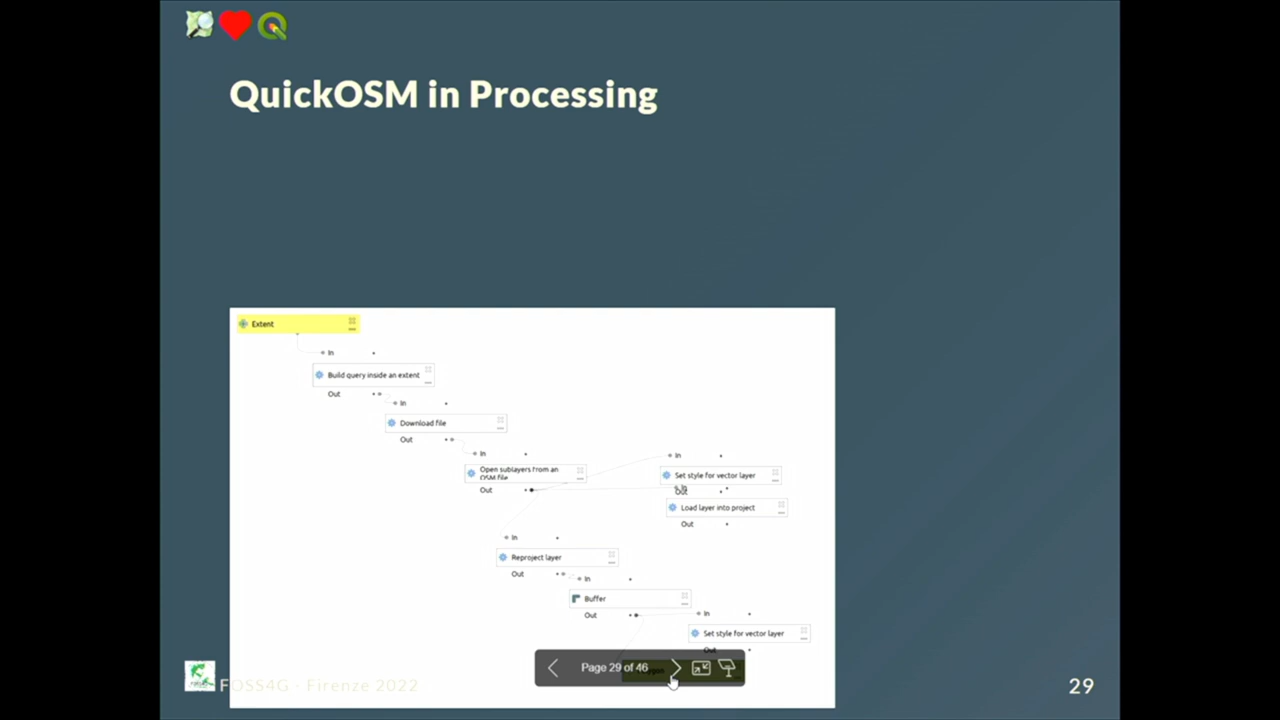 QuickOSM in Processing
Extent
In
Build query inside an extent
Out
In
Download file
Out
In
Open sublayers from an
OSM file
Out
In
Set style for vector layer
In
Out
Load layer into project
Out
In
Reproject layer
Out
In
Buffer
Out
In
Set style for vector layer
Out
Page 29 of 46
FOSS4G - Firenze 2022
29